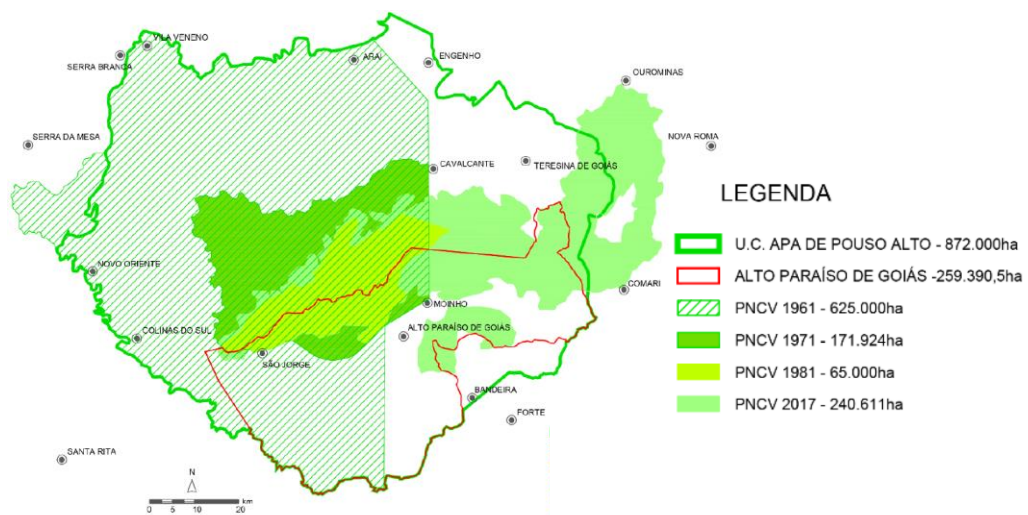 VILA VENENO
SERRA BRANCA
ARAI
ENGENHO
OUROMINAS
SERRA DA MESA
NOVA ROMA
CAVALCANTE
TERESINA DE GOIÁS
LEGENDA
U.C. APA DE POUSO ALTO - 872.000ha
NOVO ORIENTE
ALTO PARAÍSO DE GOIÁS -259.390,5ha
COMARI
MOINHO
PNCV 1961 - 625.000ha
COLINAS DO SUL
ALTO PARAÍSO DE GOIÁS
PNCV 1971 - 171.924ha
SÃO JORGE
PNCV 1981 - 65.000ha
BANDEIRA
PNCV 2017 - 240.611ha
FORTE
SANTA RITA
N
km
0 5 10 20